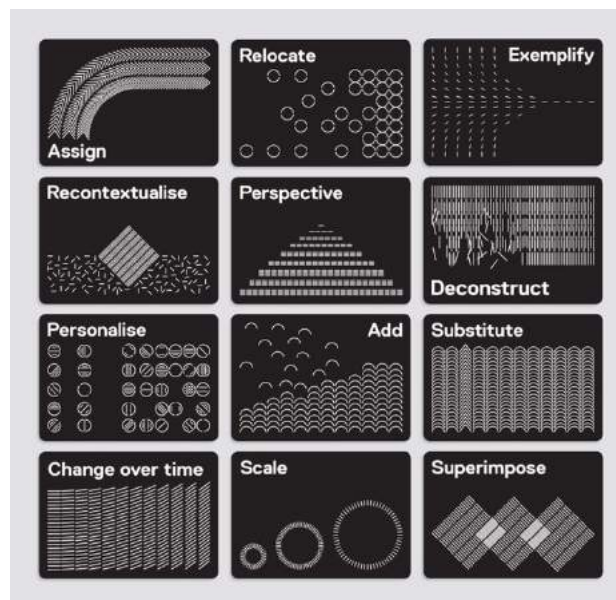 Assign
Relocate
Exemplify
Recontextualise
Perspective
Deconstruct
Personalise
Add
Substitute
Change over time
Scale
Superimpose